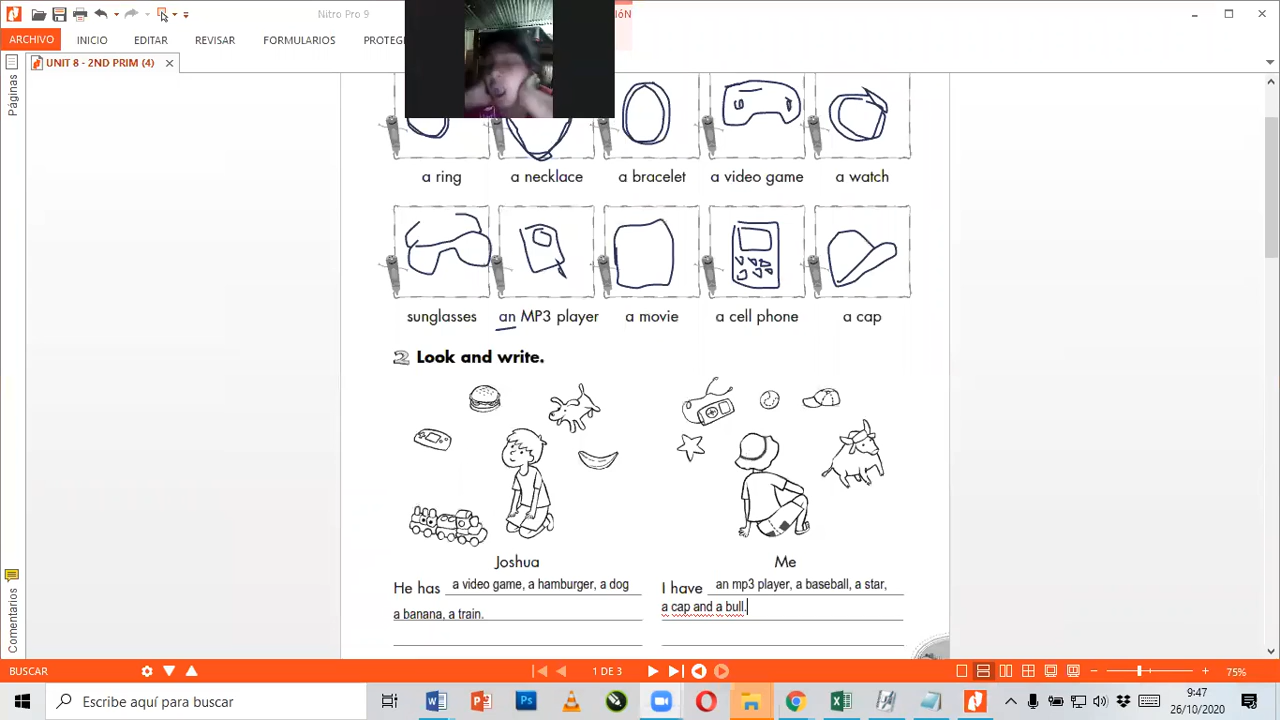 Nitro Pro 9
IÓN
ARCHIVO INICIO EDITAR REVISAR FORMULARIOS
UNIT 8 - 2ND PRIM (4)
Páginas
a ring a necklace a bracelet a video game a watch
sunglasses an MP3 player a movie a cell phone a cap
2 Look and write.
Joshua
He has a video game, a hamburger, a dog
a banana, a train.
Me
I have an mp3 player, a baseball, a star,
a cap and a bull.
Comentarios
BUSCAR 1 DE 3 75%
Escribe aquí para buscar
9:47
26/10/2020